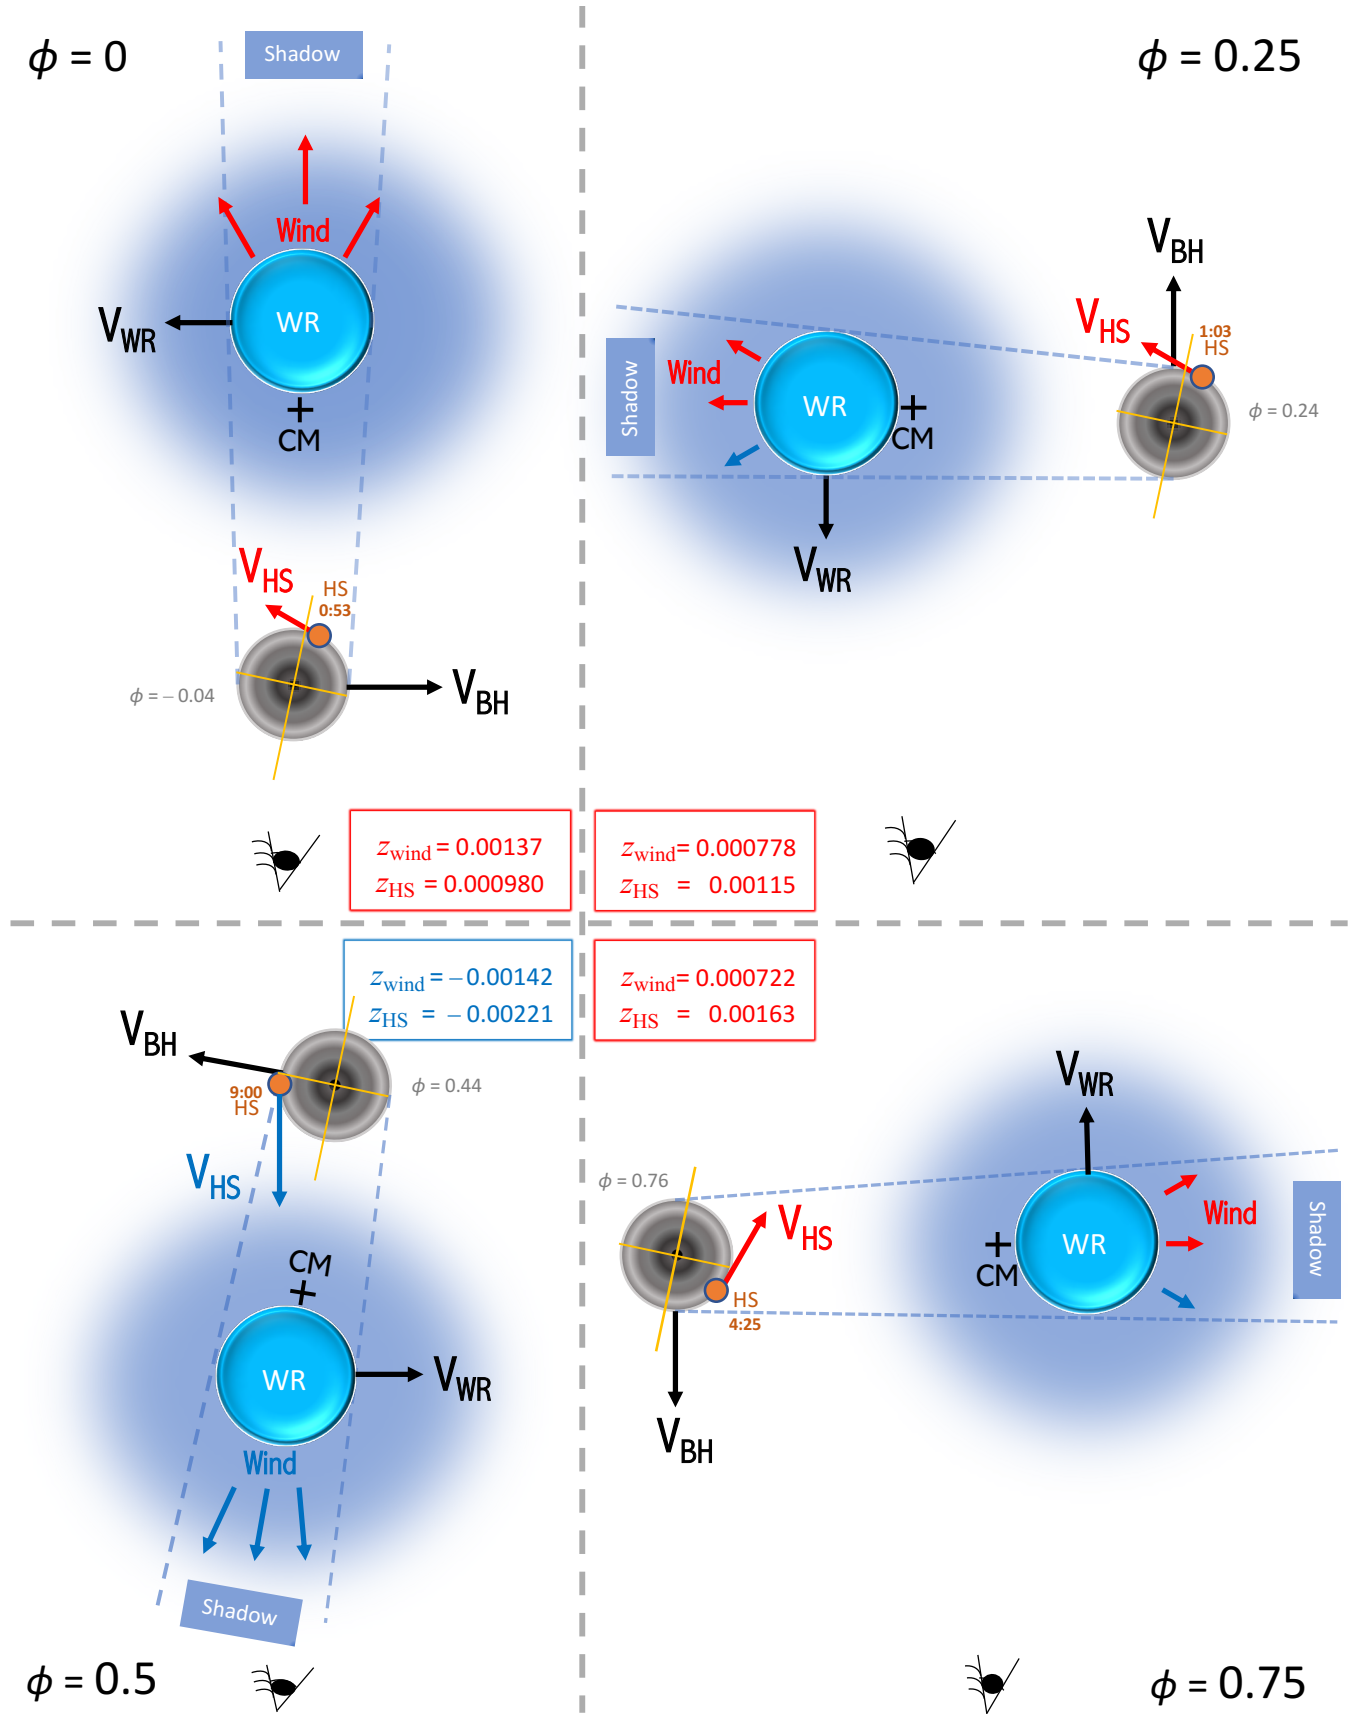 ϕ = 0
Shadow
Wind
V_WR
WR
CM
V_HS
HS
0:53
ϕ = – 0.04
V_BH
z_wind = 0.00137
z_HS = 0.000980
ϕ = 0.25
V_BH
V_HS
1:03
HS
Shadow
Wind
WR
CM
ϕ = 0.24
V_WR
z_wind= 0.000778
z_HS = 0.00115
z_wind = – 0.00142
z_HS = – 0.00221
V_BH
9:00
HS
ϕ = 0.44
V_HS
CM
WR
V_WR
Wind
Shadow
ϕ = 0.5
z_wind= 0.000722
z_HS = 0.00163
V_WR
ϕ = 0.76
V_HS
Wind
Shadow
WR
CM
HS
4:25
V_BH
ϕ = 0.75